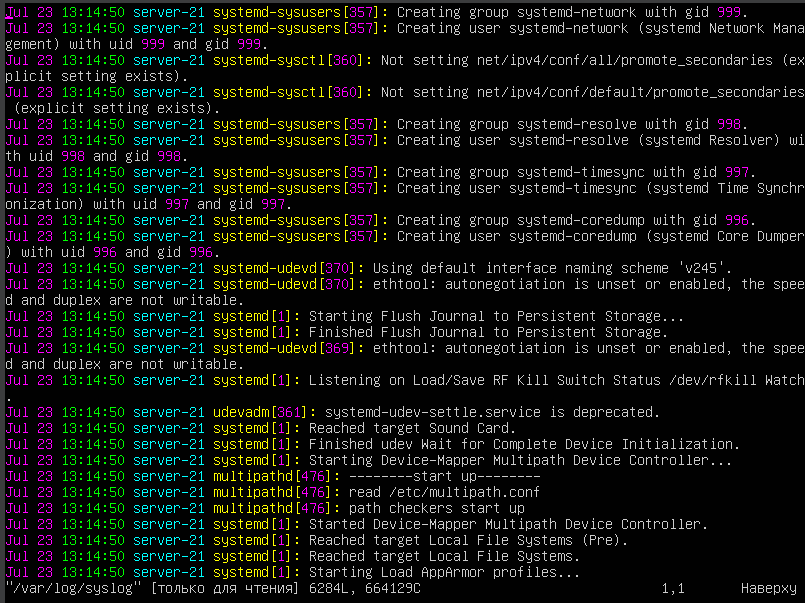 Jul 23 13:14:50 server-21 systemd-sysusers[357]: Creating group systemd-network with gid 999.
Jul 23 13:14:50 server-21 systemd-sysusers[357]: Creating user systemd-network (systemd Network Mana
gement) with uid 999 and gid 999.
Jul 23 13:14:50 server-21 systemd-sysctl[360]: Not setting net/ipv4/conf/all/promote_secondaries (ex
plicit setting exists).
Jul 23 13:14:50 server-21 systemd-sysctl[360]: Not setting net/ipv4/conf/default/promote_secondaries
 (explicit setting exists).
Jul 23 13:14:50 server-21 systemd-sysusers[357]: Creating group systemd-resolve with gid 998.
Jul 23 13:14:50 server-21 systemd-sysusers[357]: Creating user systemd-resolve (systemd Resolver) wi
th uid 998 and gid 998.
Jul 23 13:14:50 server-21 systemd-sysusers[357]: Creating group systemd-timesync with gid 997.
Jul 23 13:14:50 server-21 systemd-sysusers[357]: Creating user systemd-timesync (systemd Time Synchr
onization) with uid 997 and gid 997.
Jul 23 13:14:50 server-21 systemd-sysusers[357]: Creating group systemd-coredump with gid 996.
Jul 23 13:14:50 server-21 systemd-sysusers[357]: Creating user systemd-coredump (systemd Core Dumper
) with uid 996 and gid 996.
Jul 23 13:14:50 server-21 systemd-udevd[370]: Using default interface naming scheme 'v245'.
Jul 23 13:14:50 server-21 systemd-udevd[370]: ethtool: autonegotiation is unset or enabled, the spee
d and duplex are not writable.
Jul 23 13:14:50 server-21 systemd[1]: Starting Flush Journal to Persistent Storage...
Jul 23 13:14:50 server-21 systemd[1]: Finished Flush Journal to Persistent Storage.
Jul 23 13:14:50 server-21 systemd-udevd[369]: ethtool: autonegotiation is unset or enabled, the spee
d and duplex are not writable.
Jul 23 13:14:50 server-21 systemd[1]: Listening on Load/Save RF Kill Switch Status /dev/rfkill Watch
.
Jul 23 13:14:50 server-21 udevadm[361]: systemd-udev-settle.service is deprecated.
Jul 23 13:14:50 server-21 systemd[1]: Reached target Sound Card.
Jul 23 13:14:50 server-21 systemd[1]: Finished udev Wait for Complete Device Initialization.
Jul 23 13:14:50 server-21 systemd[1]: Starting Device-Mapper Multipath Device Controller...
Jul 23 13:14:50 server-21 multipathd[476]: --------start up--------
Jul 23 13:14:50 server-21 multipathd[476]: read /etc/multipath.conf
Jul 23 13:14:50 server-21 multipathd[476]: path checkers start up
Jul 23 13:14:50 server-21 systemd[1]: Started Device-Mapper Multipath Device Controller.
Jul 23 13:14:50 server-21 systemd[1]: Reached target Local File Systems (Pre).
Jul 23 13:14:50 server-21 systemd[1]: Reached target Local File Systems.
Jul 23 13:14:50 server-21 systemd[1]: Starting Load AppArmor profiles...
"/var/log/syslog" [только для чтения] 6284L, 664129C 1,1 Наверху